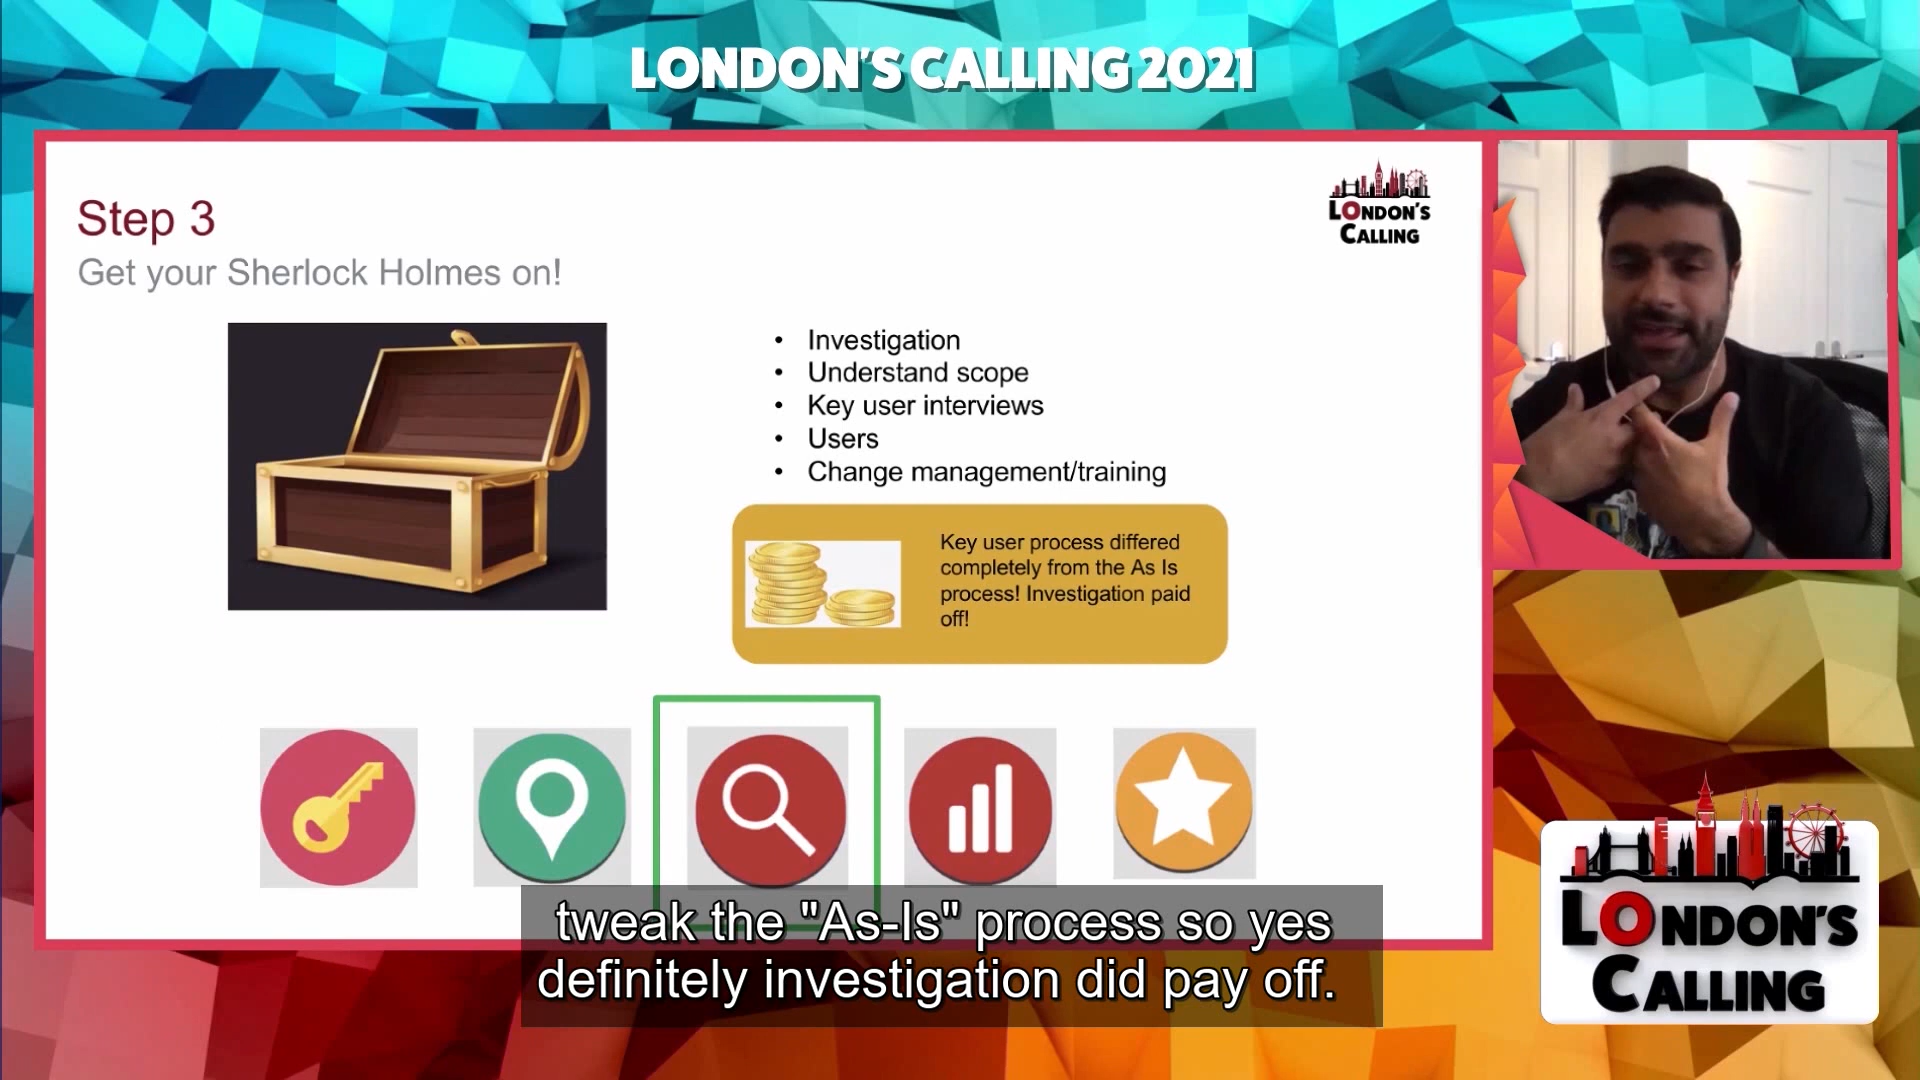 LONDON'S CALLING 2021
Step 3
Get your Sherlock Holmes on!
LONDON'S
CALLING
• Investigation
• Understand scope
• Key user interviews
• Users
• Change management/training
Key user process differed
completely from the As Is
process! Investigation paid
off!
tweak the "As-Is" process so yes
definitely investigation did pay off.
LONDON'S
CALLING